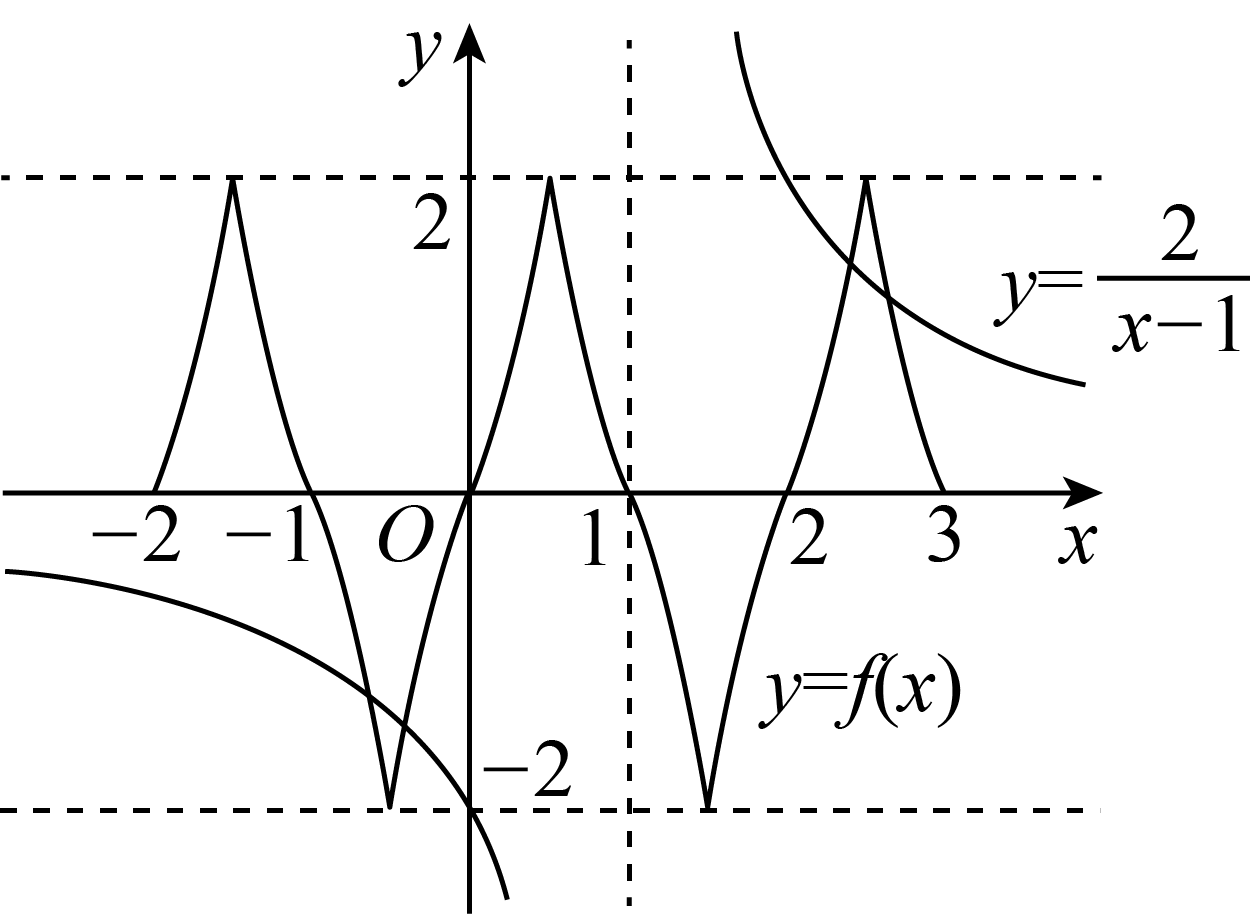 y
2
y=2/(x−1)
−2 −1 O 1 2 3 x
y=f(x)
−2